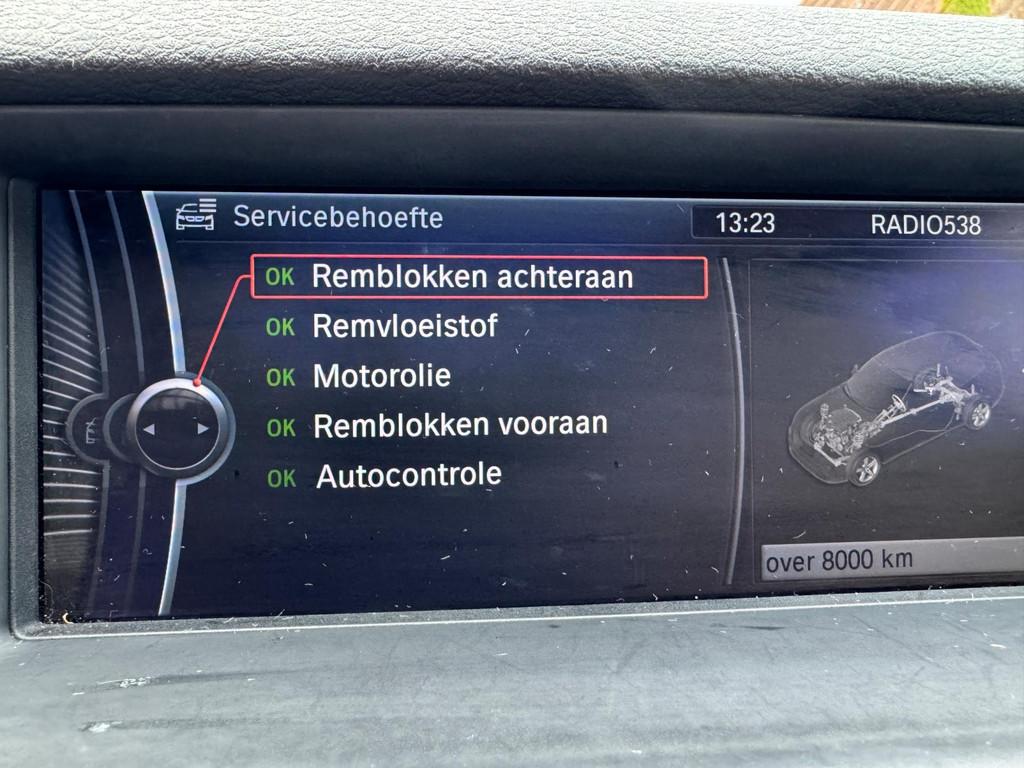 Servicebehoefte
13:23
RADIO538
OK Remblokken achteraan
OK Remvloeistof
OK Motorolie
OK Remblokken vooraan
OK Autocontrole
over 8000 km